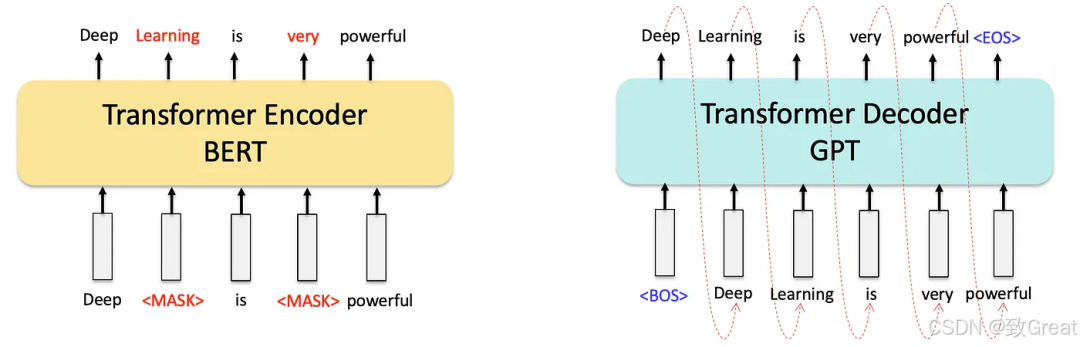 Deep Learning is very powerful
Transformer Encoder
BERT
Deep <MASK> is <MASK> powerful
Deep Learning is very powerful <EOS>
Transformer Decoder
GPT
<BOS> Deep Learning is very powerful
CSDN @致Great